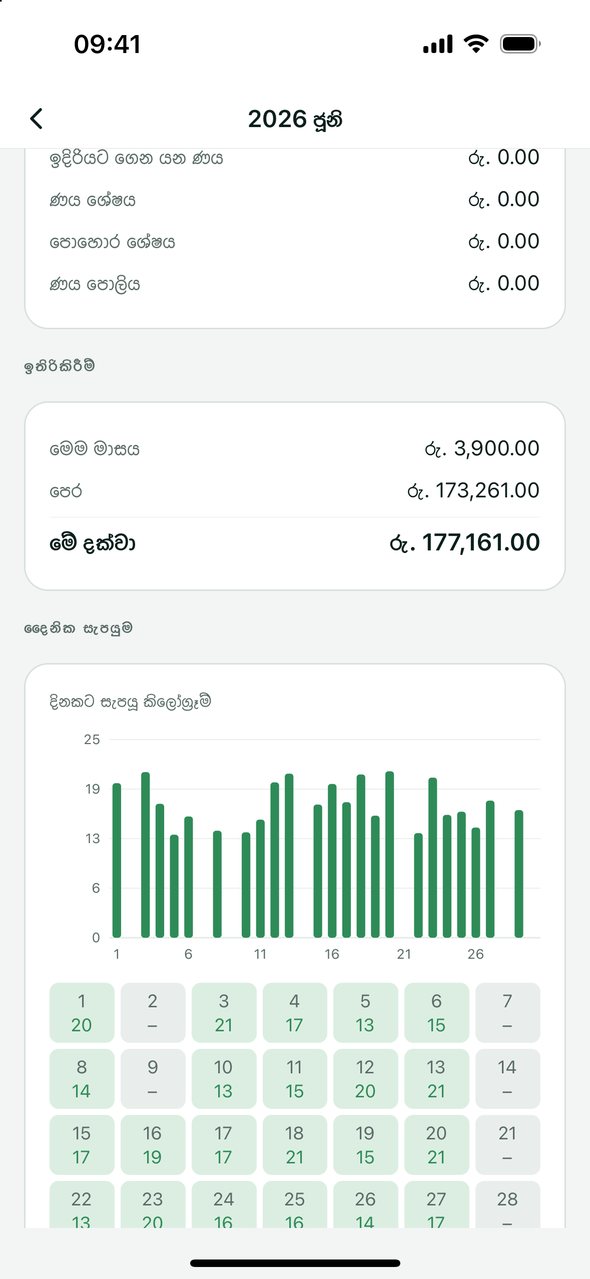 09:41
2026 ජූනි
ඉදිරියට ගෙන යන ණය රු. 0.00
ණය ශේෂය රු. 0.00
පොහොර ශේෂය රු. 0.00
ණය පොලිය රු. 0.00
ඉතිරිකිරීම්
මෙම මාසය රු. 3,900.00
පෙර රු. 173,261.00
මේ දක්වා රු. 177,161.00
දෛනික සැපයුම
දිනකට සැපයූ කිලෝග්‍රෑම්
25
19
13
6
0
1 6 11 16 21 26
1 2 3 4 5 6 7
20 – 21 17 13 15 –
8 9 10 11 12 13 14
14 – 13 15 20 21 –
15 16 17 18 19 20 21
17 19 17 21 15 21 –
22 23 24 25 26 27 28
13 20 16 16 14 17 –